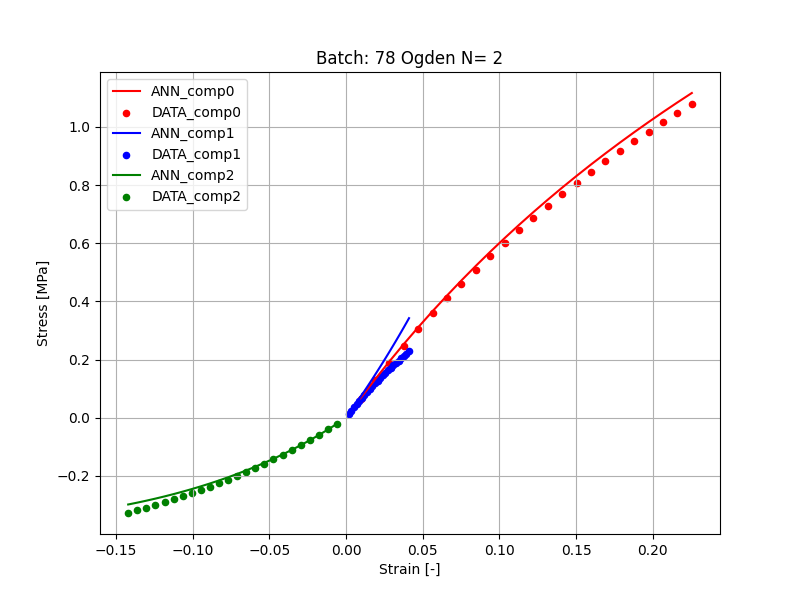 Batch: 78 Ogden N= 2
ANN_comp0
DATA_comp0
ANN_comp1
DATA_comp1
ANN_comp2
DATA_comp2
1.0
0.8
0.6
0.4
0.2
0.0
−0.2
Stress [MPa]
−0.15
−0.10
−0.05
0.00
0.05
0.10
0.15
0.20
Strain [-]